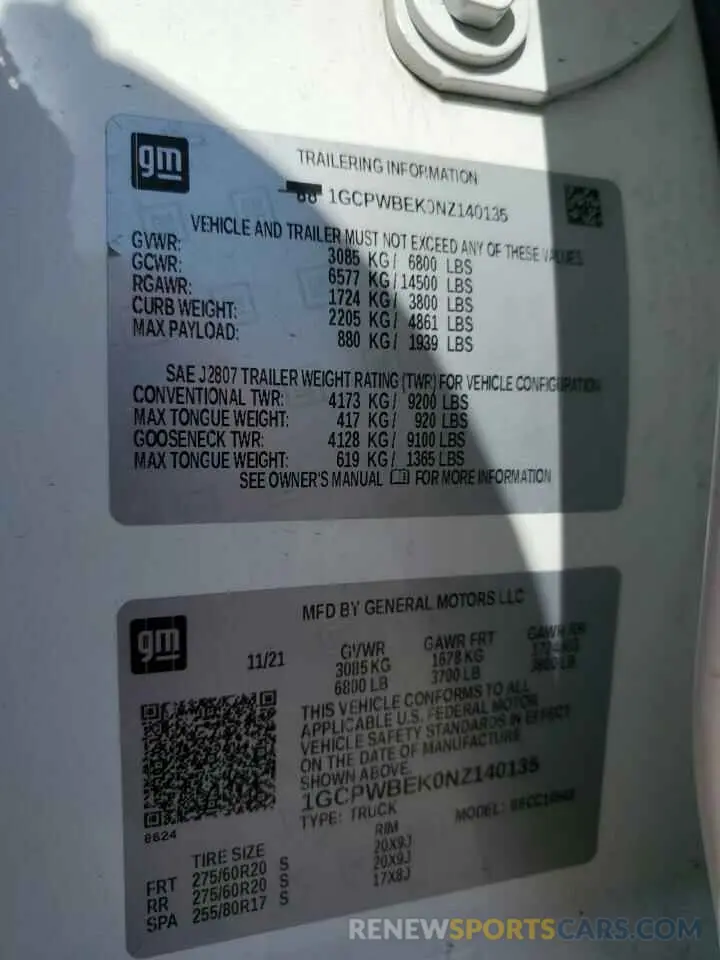 gm
TRAILERING INFORMATION
1GCPWBEK0NZ140135
VEHICLE AND TRAILER MUST NOT EXCEED ANY OF THESE VALUES
GVWR: 3085 KG/ 6800 LBS
GCWR: 6577 KG/14500 LBS
RGAWR: 1724 KG/ 3800 LBS
CURB WEIGHT: 2205 KG/ 4861 LBS
MAX PAYLOAD: 880 KG/ 1939 LBS
SAE J2807 TRAILER WEIGHT RATING (TWR) FOR VEHICLE CONFIGURATION
CONVENTIONAL TWR: 4173 KG/ 9200 LBS
MAX TONGUE WEIGHT: 417 KG/ 920 LBS
GOOSENECK TWR: 4128 KG/ 9100 LBS
MAX TONGUE WEIGHT: 619 KG/ 1365 LBS
SEE OWNER'S MANUAL FOR MORE INFORMATION
gm
MFD BY GENERAL MOTORS LLC
11/21
GVWR GAWR FRT GAWR RR
3085 KG 1678 KG 1724 KG
6800 LB 3700 LB 3800 LB
THIS VEHICLE CONFORMS TO ALL
APPLICABLE U.S. FEDERAL MOTOR
VEHICLE SAFETY STANDARDS IN EFFECT
ON THE DATE OF MANUFACTURE
SHOWN ABOVE.
1GCPWBEK0NZ140135
TYPE: TRUCK MODEL:
8624
TIRE SIZE RIM
FRT 275/60R20 S 20X9J
RR 275/60R20 S 20X9J
SPA 255/80R17 S 17X8J
RENEWSPORTSCARS.COM